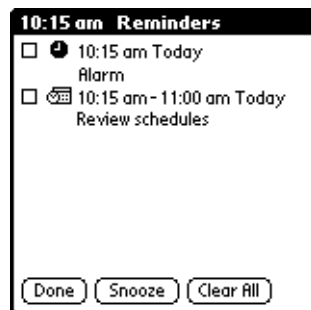 10:15 am Reminders
10:15 am Today
Alarm
10:15 am - 11:00 am Today
Review schedules
Done Snooze Clear All